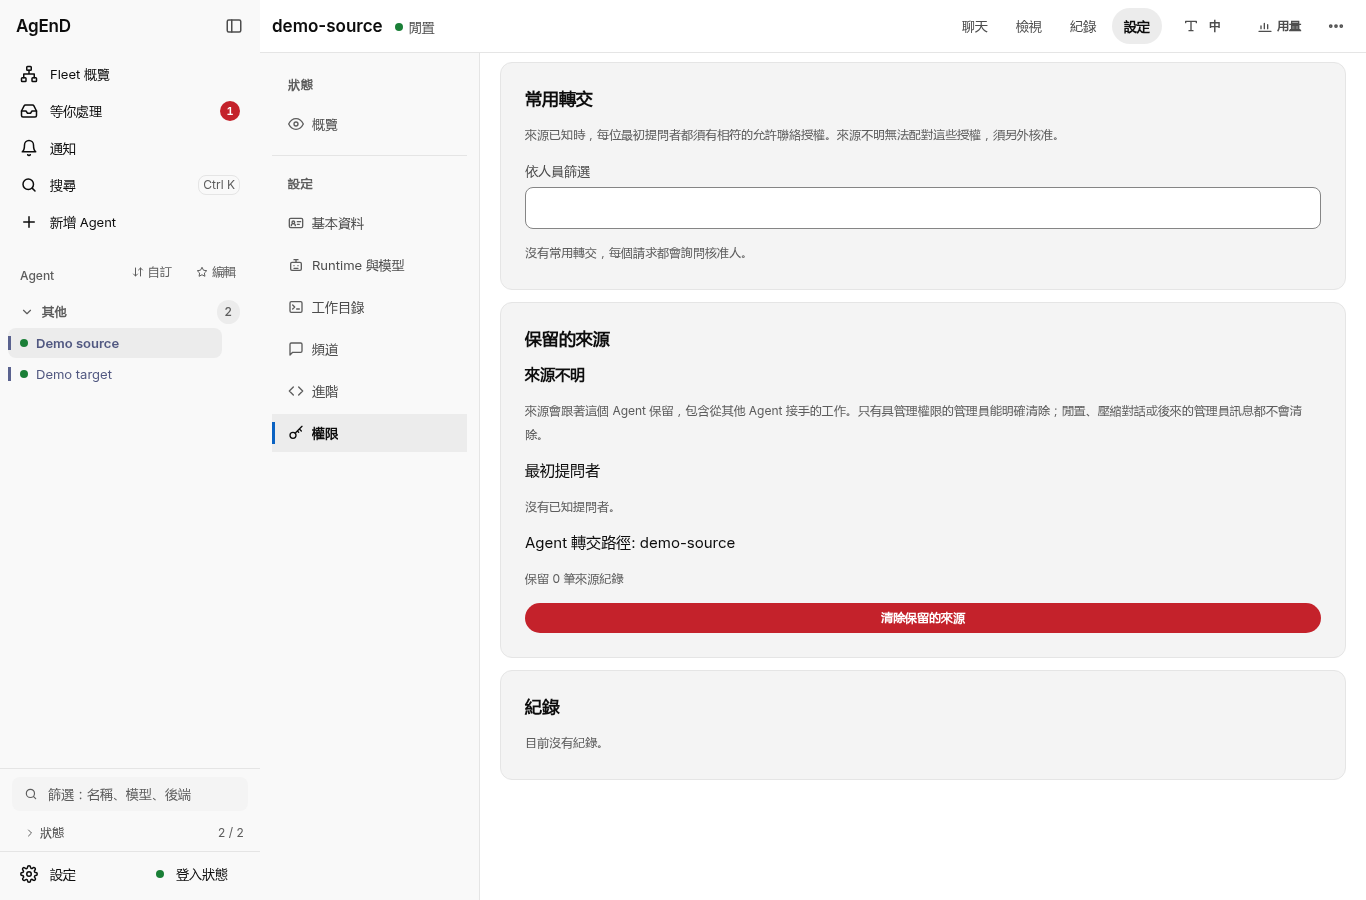 AgEnD
Fleet 概覽
等你處理
1
通知
搜尋
Ctrl K
新增 Agent
Agent
自訂
編輯
其他
2
Demo source
Demo target
篩選：名稱、模型、後端
狀態
2 / 2
設定
登入狀態
demo-source
閒置
聊天
檢視
紀錄
設定
中
用量
狀態
概覽
設定
基本資料
Runtime 與模型
工作目錄
頻道
進階
權限
常用轉交
來源已知時，每位最初提問者都須有相符的允許聯絡授權。來源不明無法配對這些授權，須另外核准。
依人員篩選
沒有常用轉交，每個請求都會詢問核准人。
保留的來源
來源不明
來源會跟著這個 Agent 保留，包含從其他 Agent 接手的工作。只有具管理權限的管理員能明確清除；閒置、壓縮對話或後來的管理員訊息都不會清
除。
最初提問者
沒有已知提問者。
Agent 轉交路徑: demo-source
保留 0 筆來源紀錄
清除保留的來源
紀錄
目前沒有紀錄。